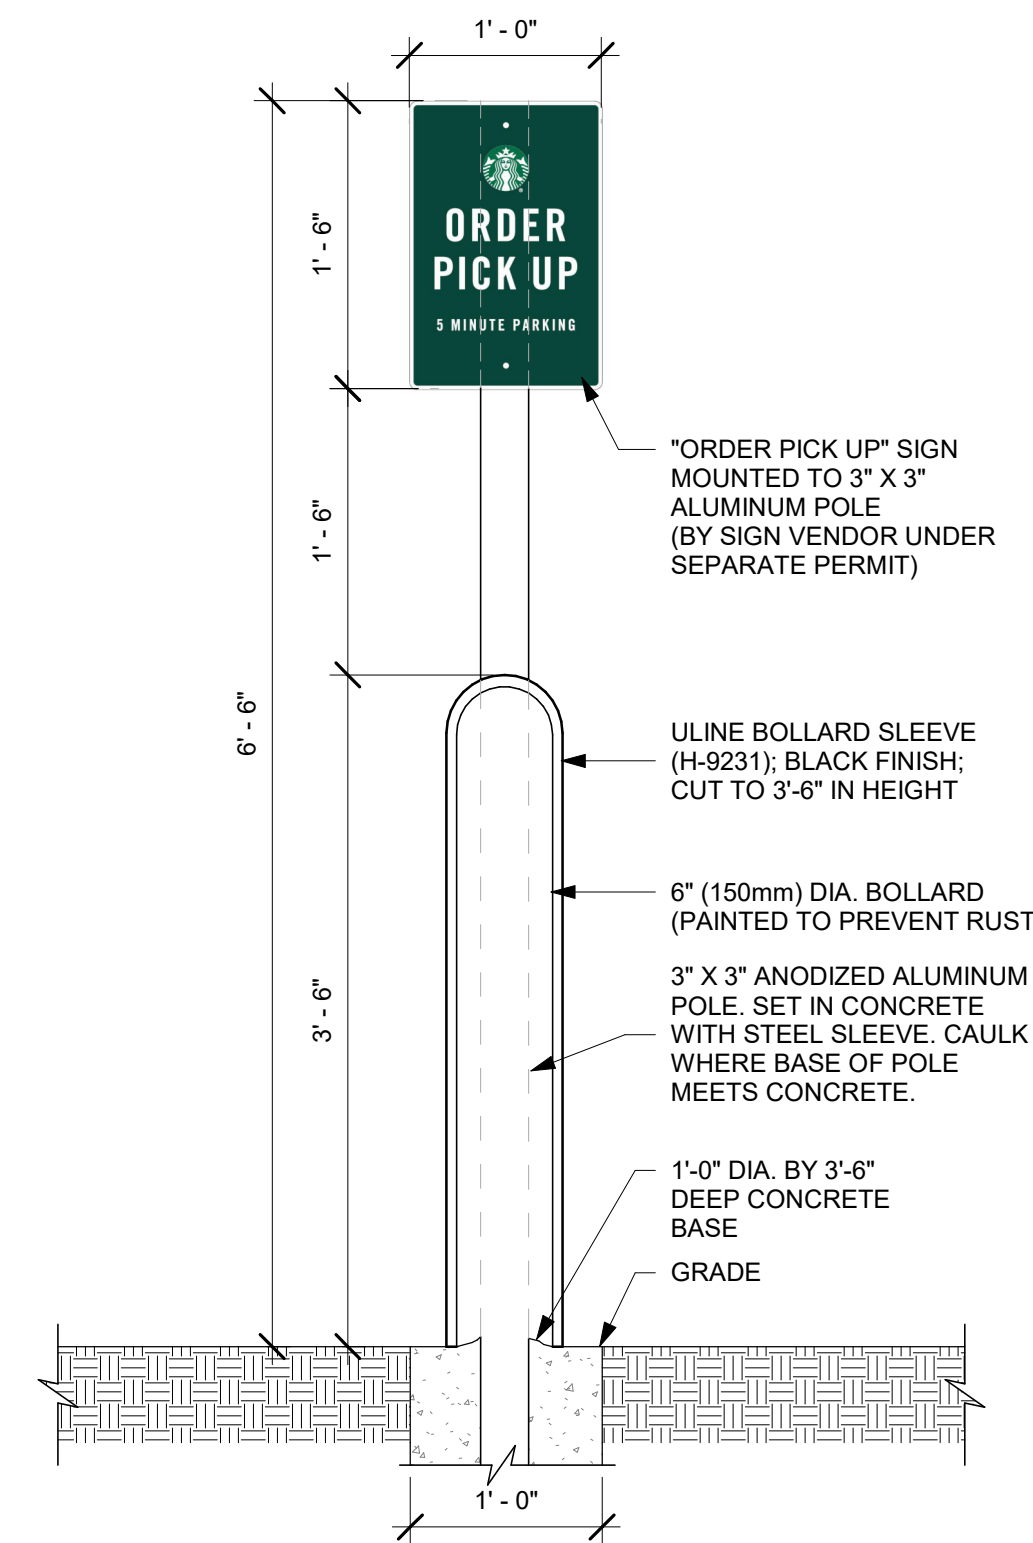 1' - 0"
1' - 6"
ORDER
PICK UP
5 MINUTE PARKING
®
"ORDER PICK UP" SIGN
MOUNTED TO 3" X 3"
ALUMINUM POLE
(BY SIGN VENDOR UNDER
SEPARATE PERMIT)
1' - 6"
6' - 6"
ULINE BOLLARD SLEEVE
(H-9231); BLACK FINISH;
CUT TO 3'-6" IN HEIGHT
6" (150mm) DIA. BOLLARD
(PAINTED TO PREVENT RUST
3' - 6"
3" X 3" ANODIZED ALUMINUM
POLE. SET IN CONCRETE
WITH STEEL SLEEVE. CAULK
WHERE BASE OF POLE
MEETS CONCRETE.
1'-0" DIA. BY 3'-6"
DEEP CONCRETE
BASE
GRADE
1' - 0"